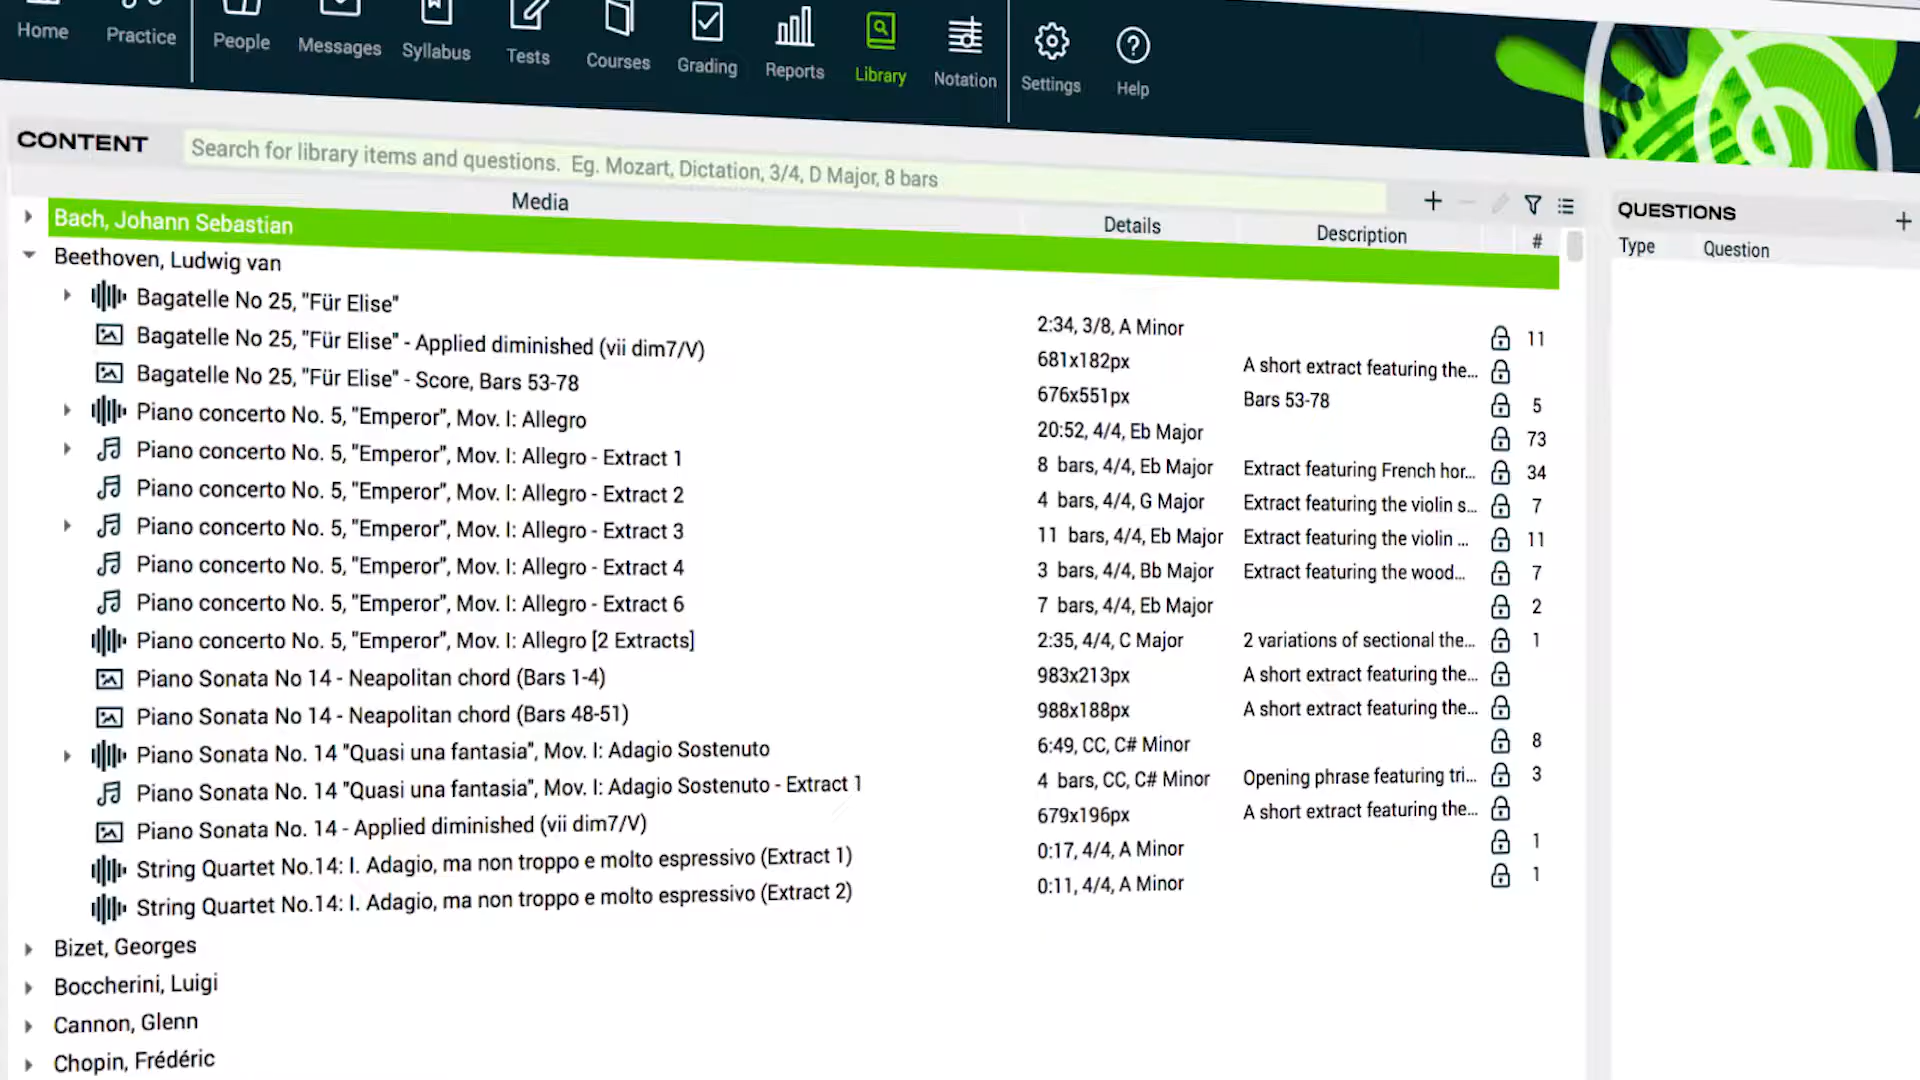 Home Practice People Messages Syllabus Tests Courses Grading Reports Library Notation Settings Help
CONTENT Search for library items and questions. Eg. Mozart, Dictation, 3/4, D Major, 8 bars
QUESTIONS
Media Details Description #
Type Question
Bach, Johann Sebastian
Beethoven, Ludwig van
Bagatelle No 25, "Für Elise" 2:34, 3/8, A Minor 11
Bagatelle No 25, "Für Elise" - Applied diminished (vii dim7/V) 681x182px A short extract featuring the...
Bagatelle No 25, "Für Elise" - Score, Bars 53-78 676x551px Bars 53-78 5
Piano concerto No. 5, "Emperor", Mov. I: Allegro 20:52, 4/4, Eb Major 73
Piano concerto No. 5, "Emperor", Mov. I: Allegro - Extract 1 8 bars, 4/4, Eb Major Extract featuring French hor... 34
Piano concerto No. 5, "Emperor", Mov. I: Allegro - Extract 2 4 bars, 4/4, G Major Extract featuring the violin s... 7
Piano concerto No. 5, "Emperor", Mov. I: Allegro - Extract 3 11 bars, 4/4, Eb Major Extract featuring the violin ... 11
Piano concerto No. 5, "Emperor", Mov. I: Allegro - Extract 4 3 bars, 4/4, Bb Major Extract featuring the wood... 7
Piano concerto No. 5, "Emperor", Mov. I: Allegro - Extract 6 7 bars, 4/4, Eb Major 2
Piano concerto No. 5, "Emperor", Mov. I: Allegro [2 Extracts] 2:35, 4/4, C Major 2 variations of sectional the... 1
Piano Sonata No 14 - Neapolitan chord (Bars 1-4) 983x213px A short extract featuring the...
Piano Sonata No 14 - Neapolitan chord (Bars 48-51) 988x188px A short extract featuring the...
Piano Sonata No. 14 "Quasi una fantasia", Mov. I: Adagio Sostenuto 6:49, CC, C# Minor 8
Piano Sonata No. 14 "Quasi una fantasia", Mov. I: Adagio Sostenuto - Extract 1 4 bars, CC, C# Minor Opening phrase featuring tri... 3
Piano Sonata No. 14 - Applied diminished (vii dim7/V) 679x196px A short extract featuring the...
String Quartet No.14: I. Adagio, ma non troppo e molto espressivo (Extract 1) 0:17, 4/4, A Minor 1
String Quartet No.14: I. Adagio, ma non troppo e molto espressivo (Extract 2) 0:11, 4/4, A Minor 1
Bizet, Georges
Boccherini, Luigi
Cannon, Glenn
Chopin, Frédéric